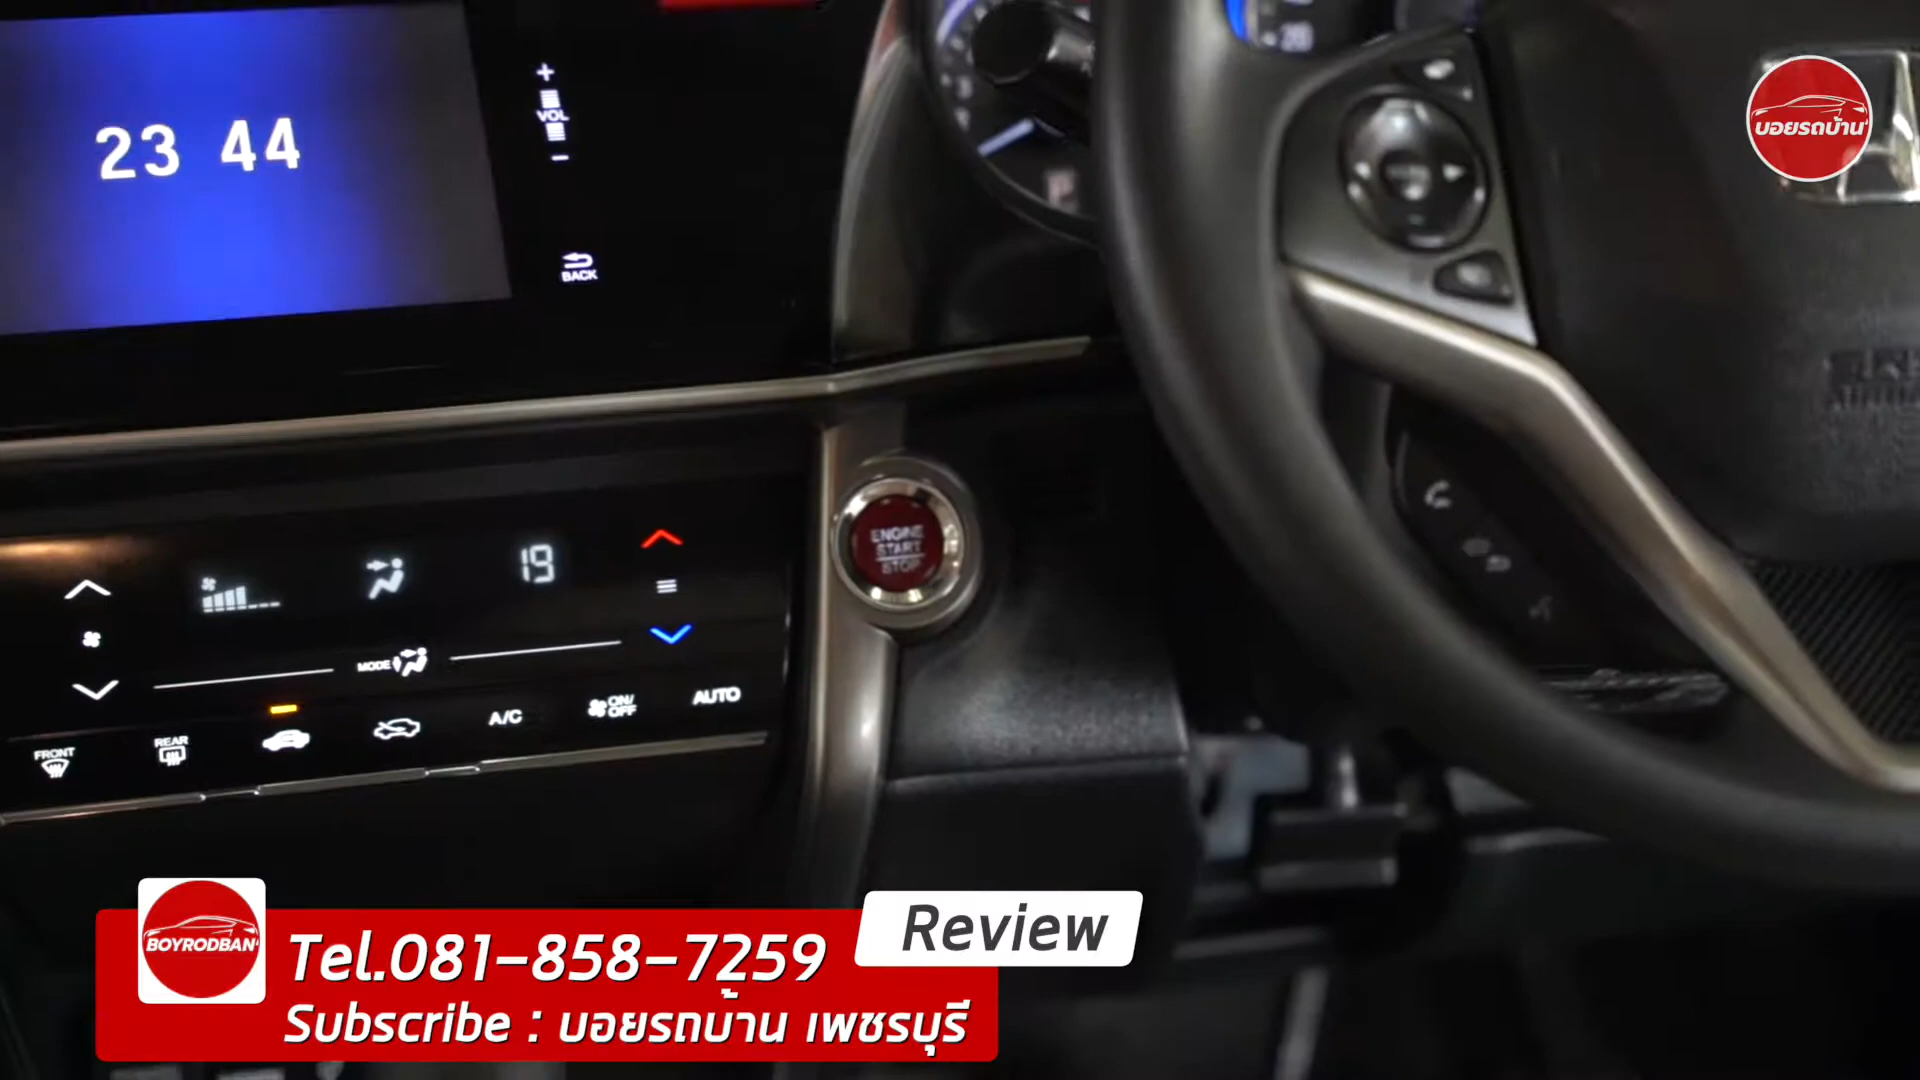 23 44
+
VOL
−
BACK
บอยรถบ้าน
ENGINE
START
STOP
19
MODE
FRONT
REAR
A/C
ON/
OFF
AUTO
Review
BOYRODBAN
Tel.081-858-7259
Subscribe : บอยรถบ้าน เพชรบุรี